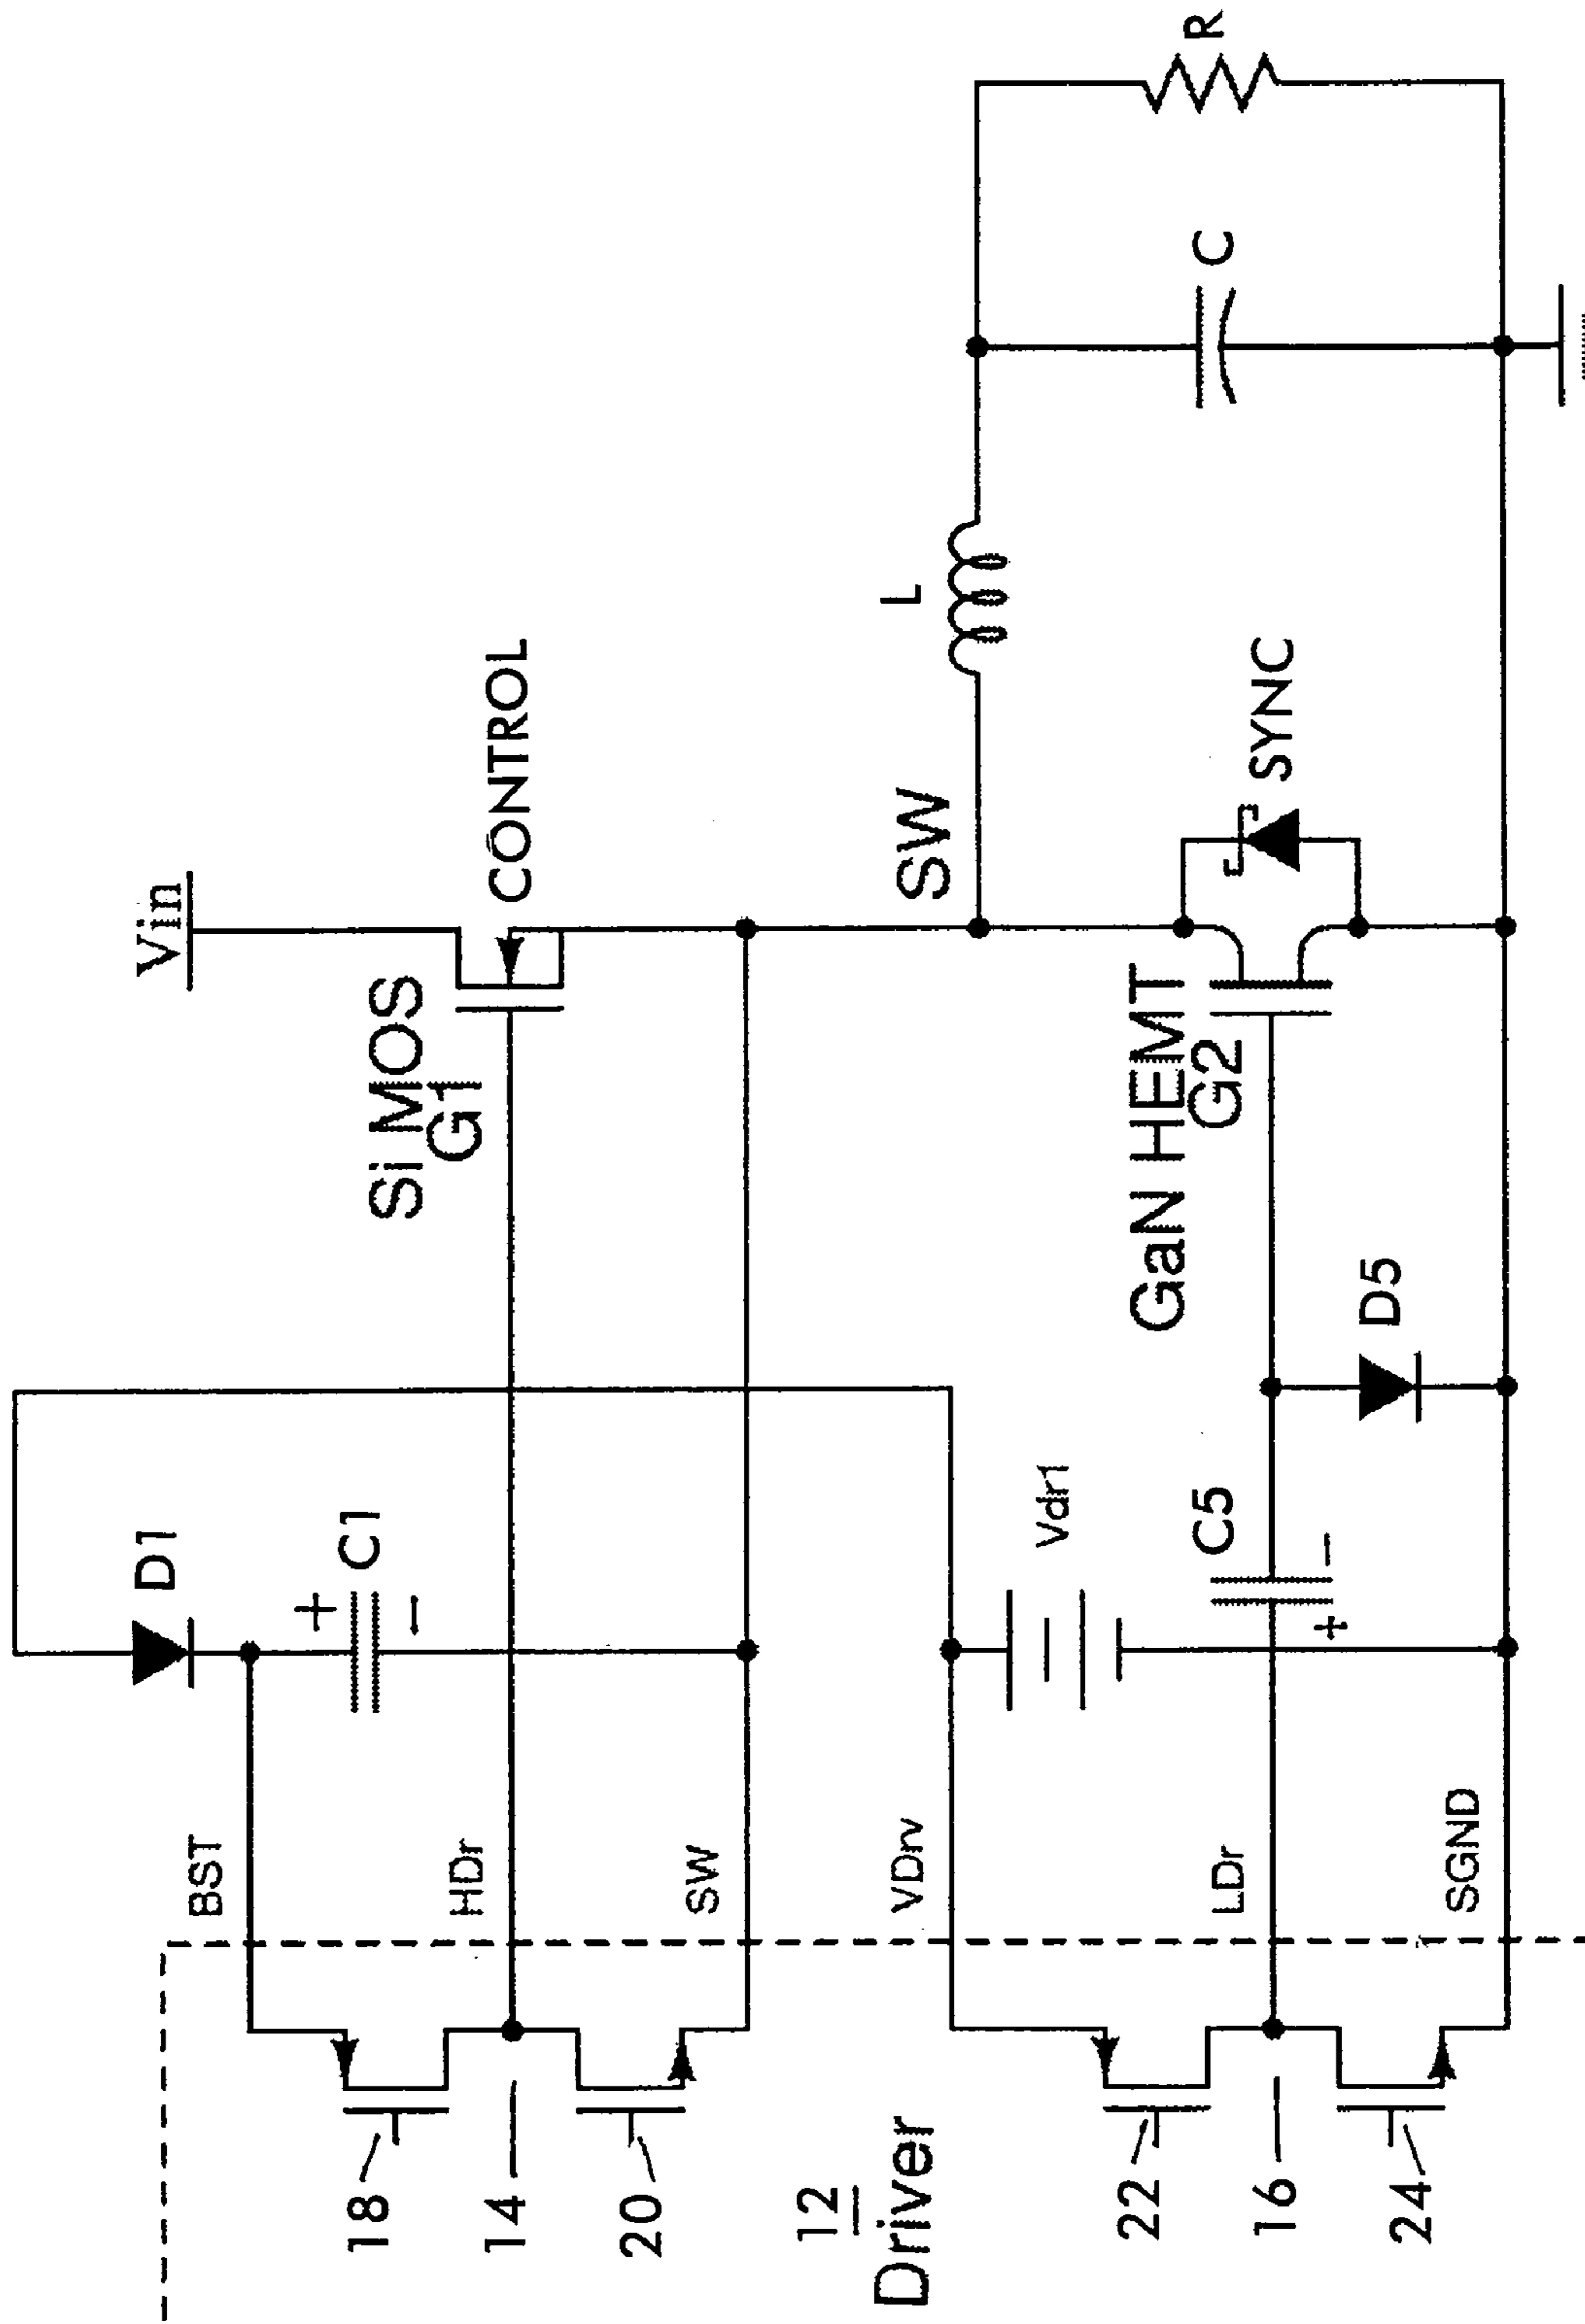 Vin
Si MOS
G1
CONTROL
D1
+
C1
−
BST
HDr
SW
18
14
20
12
Driver
VDrv
Vdr1
LDr
SGND
22
16
24
C5
+
−
D5
GaN HEMT
G2
SYNC
SW
L
C
R